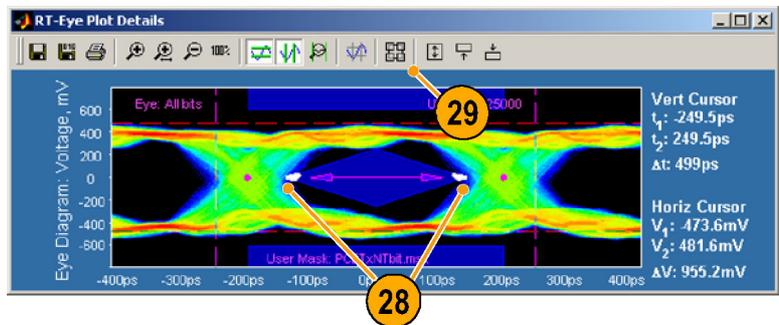 RT-Eye Plot Details
100%
Eye: All bits
25000
29
Eye Diagram: Voltage, mV
600
400
200
0
-200
-400
-600
User Mask:
-400ps -300ps -200ps -100ps 100ps 200ps 300ps 400ps
28
Vert Cursor
t1: -249.5ps
t2: 249.5ps
Δt: 499ps
Horiz Cursor
V1: -473.6mV
V2: 481.6mV
ΔV: 955.2mV